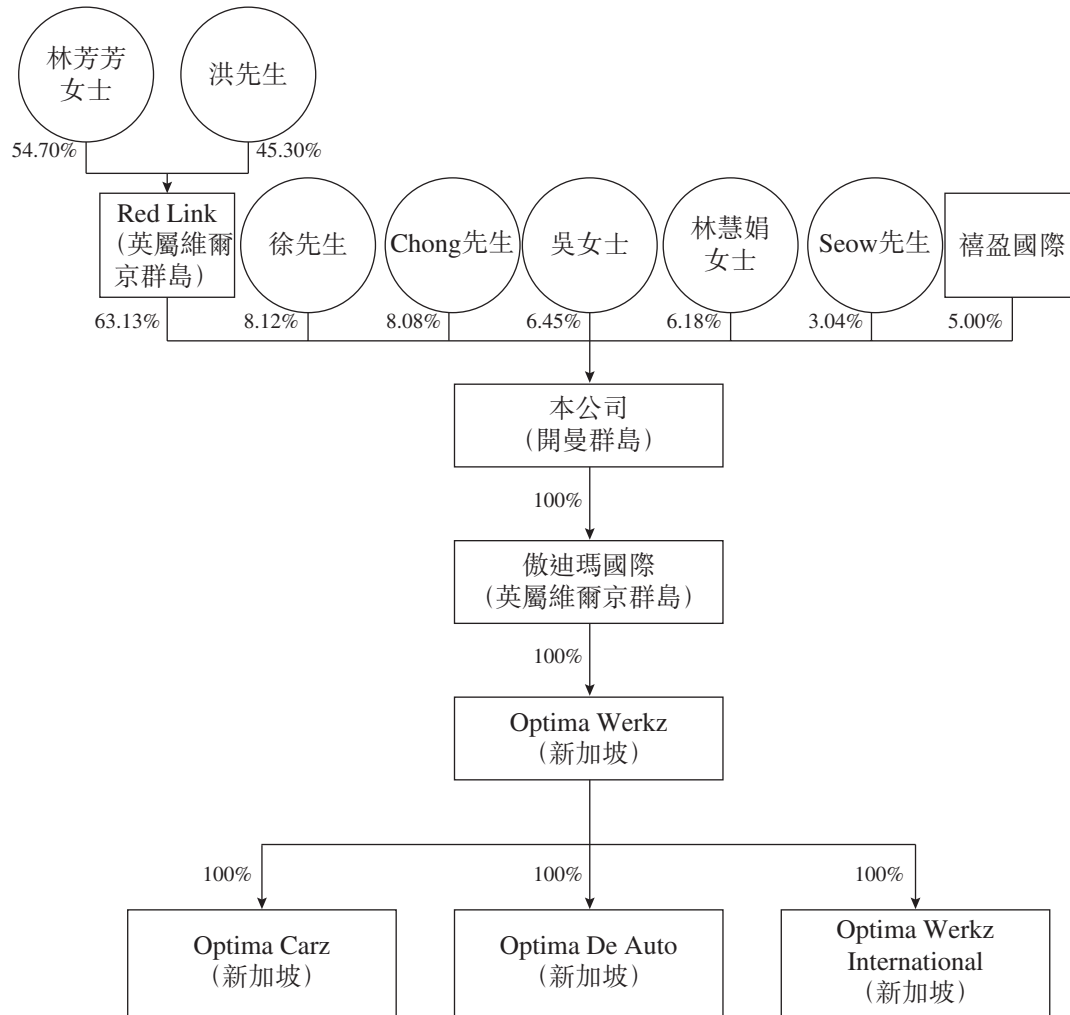 林芳芳
女士
洪先生
54.70%
45.30%
Red Link
（英屬維爾
京群島）
徐先生
Chong先生
吳女士
林慧娟
女士
Seow先生
禧盈國際
63.13%
8.12%
8.08%
6.45%
6.18%
3.04%
5.00%
本公司
（開曼群島）
100%
傲迪瑪國際
（英屬維爾京群島）
100%
Optima Werkz
（新加坡）
100%
100%
100%
Optima Carz
（新加坡）
Optima De Auto
（新加坡）
Optima Werkz
International
（新加坡）